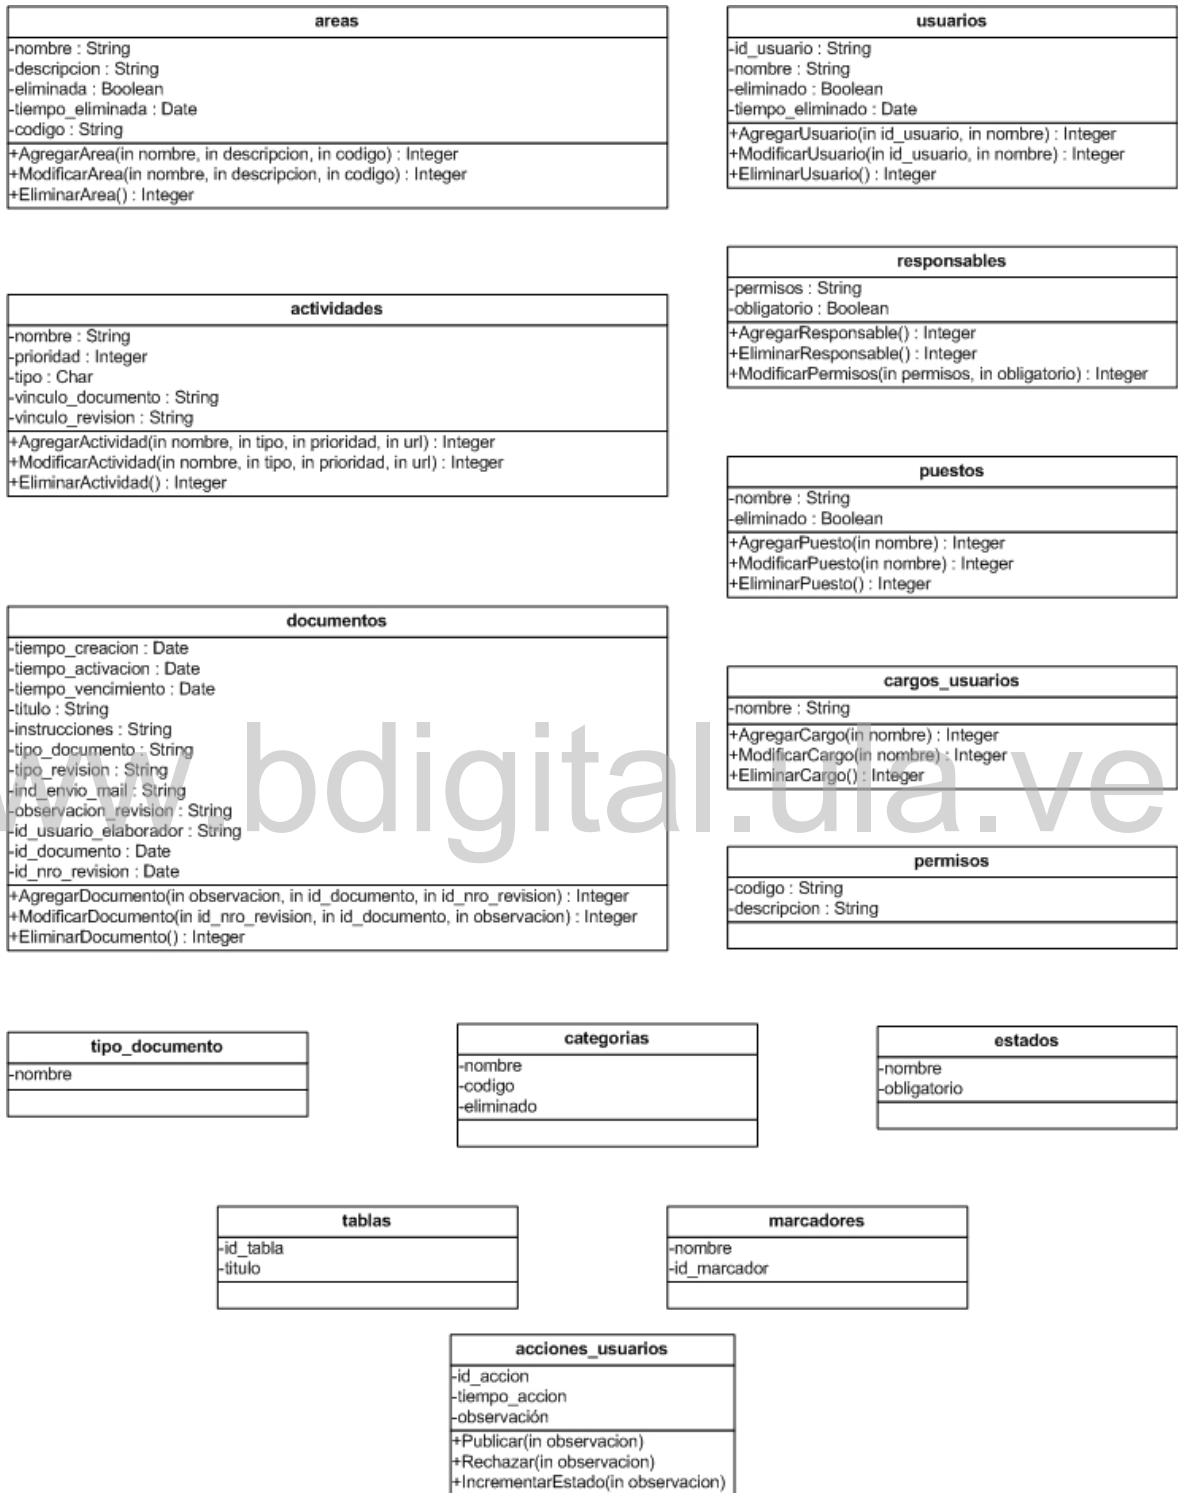 areas
-nombre : String
-descripcion : String
-eliminada : Boolean
-tiempo_eliminada : Date
-codigo : String
+AgregarArea(in nombre, in descripcion, in codigo) : Integer
+ModificarArea(in nombre, in descripcion, in codigo) : Integer
+EliminarArea() : Integer
usuarios
-id_usuario : String
-nombre : String
-eliminado : Boolean
-tiempo_eliminado : Date
+AgregarUsuario(in id_usuario, in nombre) : Integer
+ModificarUsuario(in id_usuario, in nombre) : Integer
+EliminarUsuario() : Integer
responsables
-permisos : String
-obligatorio : Boolean
+AgregarResponsable() : Integer
+EliminarResponsable() : Integer
+ModificarPermisos(in permisos, in obligatorio) : Integer
actividades
-nombre : String
-prioridad : Integer
-tipo : Char
-vinculo_documento : String
-vinculo_revision : String
+AgregarActividad(in nombre, in tipo, in prioridad, in url) : Integer
+ModificarActividad(in nombre, in tipo, in prioridad, in url) : Integer
+EliminarActividad() : Integer
puestos
-nombre : String
-eliminado : Boolean
+AgregarPuesto(in nombre) : Integer
+ModificarPuesto(in nombre) : Integer
+EliminarPuesto() : Integer
documentos
-tiempo_creacion : Date
-tiempo_activacion : Date
-tiempo_vencimiento : Date
-titulo : String
-instrucciones : String
-tipo_documento : String
-tipo_revision : String
-ind_envio_mail : String
-observacion_revision : String
-id_usuario_elaborador : String
-id_documento : Date
-id_nro_revision : Date
+AgregarDocumento(in observacion, in id_documento, in id_nro_revision) : Integer
+ModificarDocumento(in id_nro_revision, in id_documento, in observacion) : Integer
+EliminarDocumento() : Integer
cargos_usuarios
-nombre : String
+AgregarCargo(in nombre) : Integer
+ModificarCargo(in nombre) : Integer
+EliminarCargo() : Integer
www.bdigital.ula.ve
permisos
-codigo : String
-descripcion : String
tipo_documento
-nombre
categorias
-nombre
-codigo
-eliminado
estados
-nombre
-obligatorio
tablas
-id_tabla
-titulo
marcadores
-nombre
-id_marcador
acciones_usuarios
-id_accion
-tiempo_accion
-observación
+Publicar(in observacion)
+Rechazar(in observacion)
+IncrementarEstado(in observacion)